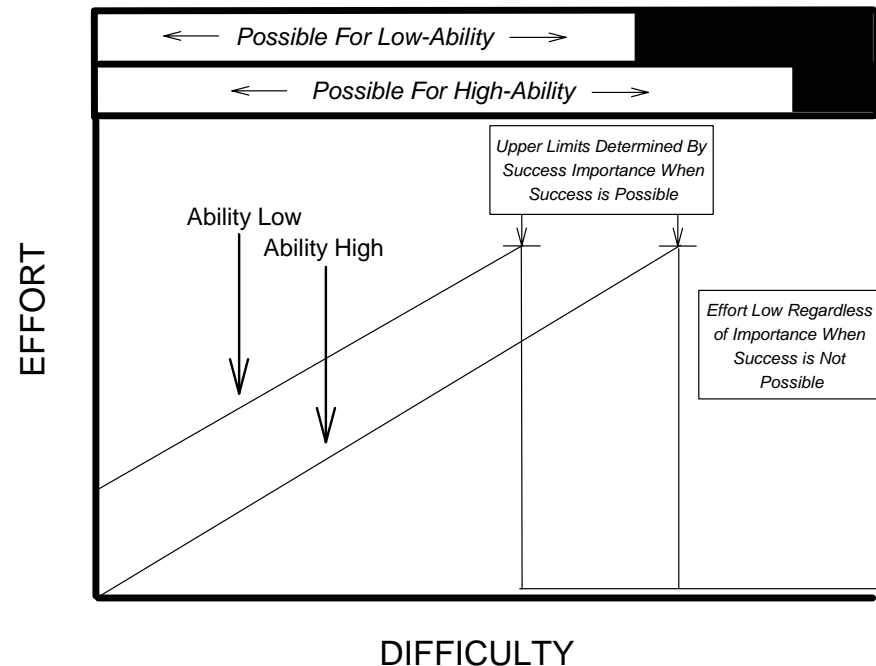 Possible For Low-Ability
Possible For High-Ability
Upper Limits Determined By
Success Importance When
Success is Possible
Ability Low
Ability High
EFFORT
Effort Low Regardless
of Importance When
Success is Not
Possible
DIFFICULTY